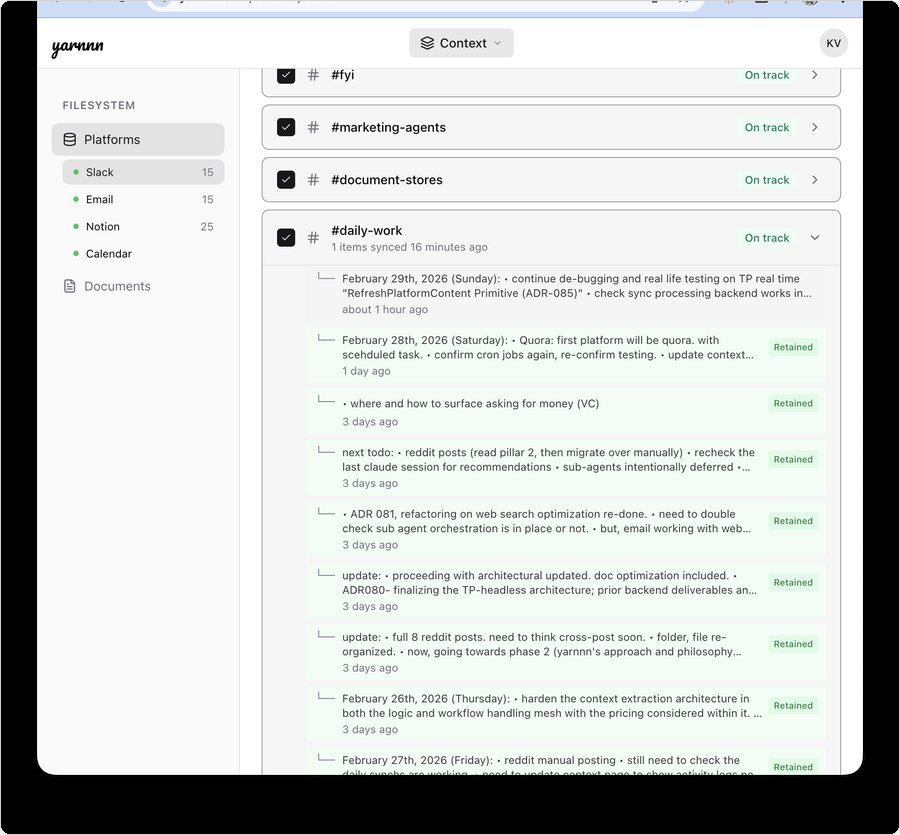 yarnnn
Context
KV
FILESYSTEM
Platforms
Slack 15
Email 15
Notion 25
Calendar
Documents
# #fyi On track
# #marketing-agents On track
# #document-stores On track
# #daily-work On track
1 items synced 16 minutes ago
February 29th, 2026 (Sunday): • continue de-bugging and real life testing on TP real time
"RefreshPlatformContent Primitive (ADR-085)" • check sync processing backend works in...
about 1 hour ago
February 28th, 2026 (Saturday): • Quora: first platform will be quora. with
scehduled task. • confirm cron jobs again, re-confirm testing. • update context...
Retained
1 day ago
• where and how to surface asking for money (VC)
Retained
3 days ago
next todo: • reddit posts (read pillar 2, then migrate over manually) • recheck the
last claude session for recommendations • sub-agents intentionally deferred •...
Retained
3 days ago
• ADR 081, refactoring on web search optimization re-done. • need to double
check sub agent orchestration is in place or not. • but, email working with web...
Retained
3 days ago
update: • proceeding with architectural updated. doc optimization included. •
ADR080- finalizing the TP-headless architecture; prior backend deliverables an...
Retained
3 days ago
update: • full 8 reddit posts. need to think cross-post soon. • folder, file re-
organized. • now, going towards phase 2 (yarnnn's approach and philosophy...
Retained
3 days ago
February 26th, 2026 (Thursday): • harden the context extraction architecture in
both the logic and workflow handling mesh with the pricing considered within it. ...
Retained
3 days ago
February 27th, 2026 (Friday): • reddit manual posting • still need to check the
daily synchs are working. • need to update context page to show activity logs
Retained